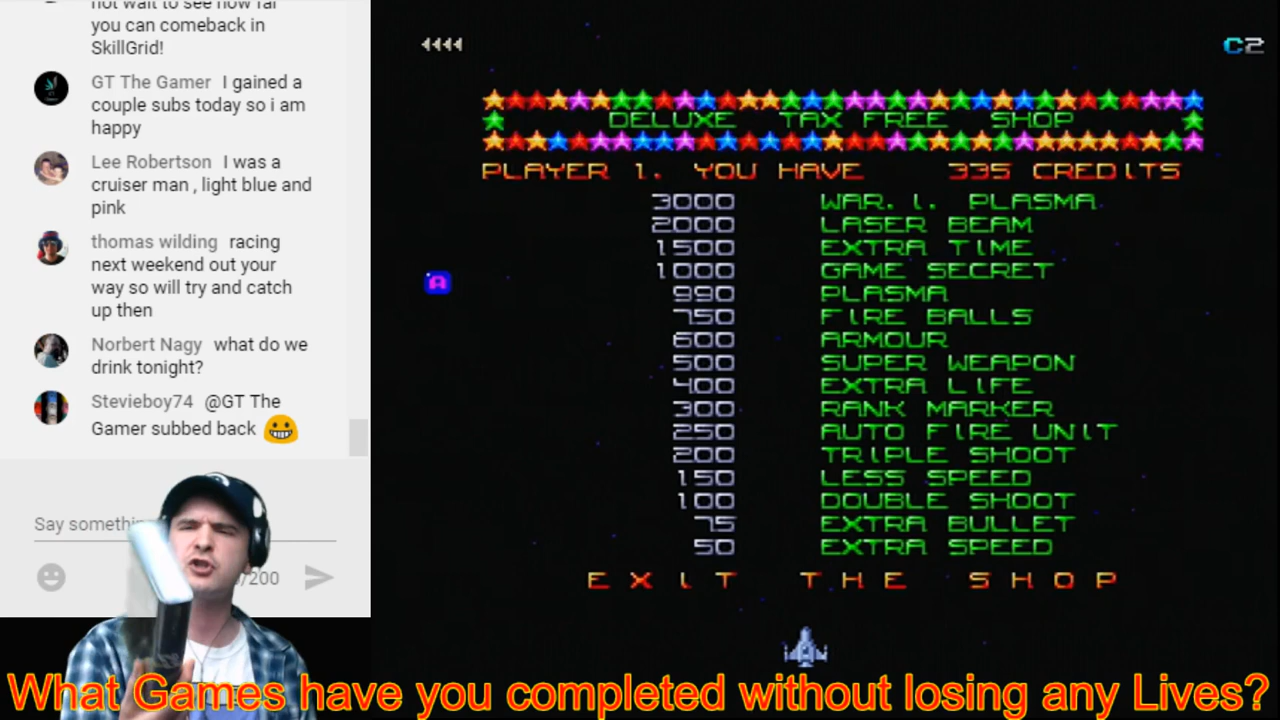 not wait to see how far
you can comeback in
SkillGrid!
GT The Gamer I gained a
couple subs today so i am
happy
Lee Robertson I was a
cruiser man , light blue and
pink
thomas wilding racing
next weekend out your
way so will try and catch
up then
Norbert Nagy what do we
drink tonight?
Stevieboy74 @GT The
Gamer subbed back
Say something
/200
C2
DELUXE TAX FREE SHOP
PLAYER 1. YOU HAVE 335 CREDITS
3000 WAR. 1. PLASMA
2000 LASER BEAM
1500 EXTRA TIME
1000 GAME SECRET
990 PLASMA
750 FIRE BALLS
600 ARMOUR
500 SUPER WEAPON
400 EXTRA LIFE
300 RANK MARKER
250 AUTO FIRE UNIT
200 TRIPLE SHOOT
150 LESS SPEED
100 DOUBLE SHOOT
75 EXTRA BULLET
50 EXTRA SPEED
EXIT THE SHOP
A
What Games have you completed without losing any Lives?